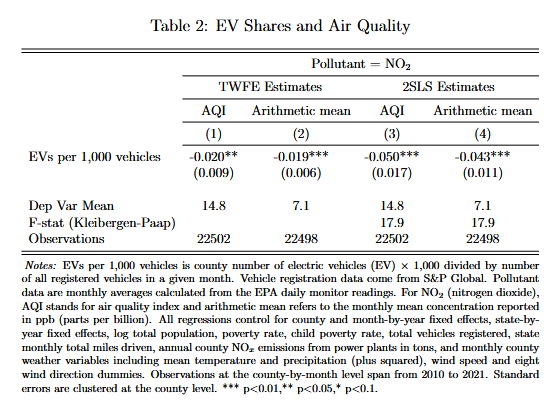 Table 2: EV Shares and Air Quality
Pollutant = NO₂
TWFE Estimates 2SLS Estimates
AQI Arithmetic mean AQI Arithmetic mean
(1) (2) (3) (4)
EVs per 1,000 vehicles -0.020** -0.019*** -0.050*** -0.043***
(0.009) (0.006) (0.017) (0.011)
Dep Var Mean 14.8 7.1 14.8 7.1
F-stat (Kleibergen-Paap) 17.9 17.9
Observations 22502 22498 22502 22498
Notes: EVs per 1,000 vehicles is county number of electric vehicles (EV) × 1,000 divided by number
of all registered vehicles in a given month. Vehicle registration data come from S&P Global. Pollutant
data are monthly averages calculated from the EPA daily monitor readings. For NO₂ (nitrogen dioxide),
AQI stands for air quality index and arithmetic mean refers to the monthly mean concentration reported
in ppb (parts per billion). All regressions control for county and month-by-year fixed effects, state-by-
year fixed effects, log total population, poverty rate, child poverty rate, total vehicles registered, state
monthly total miles driven, annual county NOₓ emissions from power plants in tons, and monthly county
weather variables including mean temperature and precipitation (plus squared), wind speed and eight
wind direction dummies. Observations at the county-by-month level span from 2010 to 2021. Standard
errors are clustered at the county level. *** p<0.01,** p<0.05,* p<0.1.